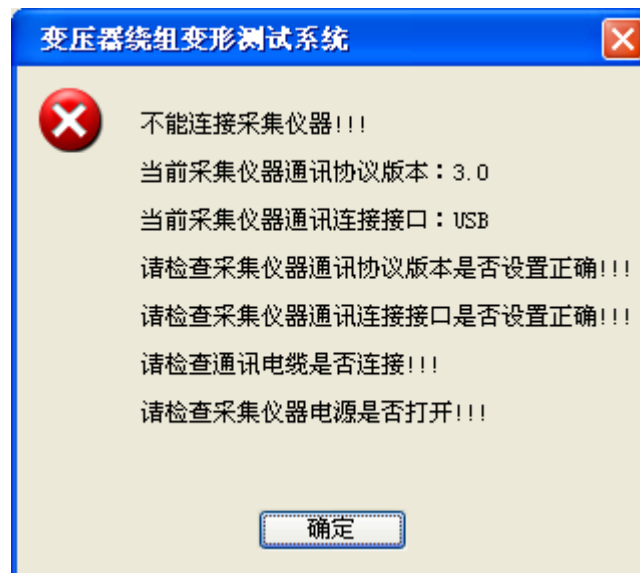 变压器绕组变形测试系统
不能连接采集仪器!!!
当前采集仪器通讯协议版本：3.0
当前采集仪器通讯连接接口：USB
请检查采集仪器通讯协议版本是否设置正确!!!
请检查采集仪器通讯连接接口是否设置正确!!!
请检查通讯电缆是否连接!!!
请检查采集仪器电源是否打开!!!
确定